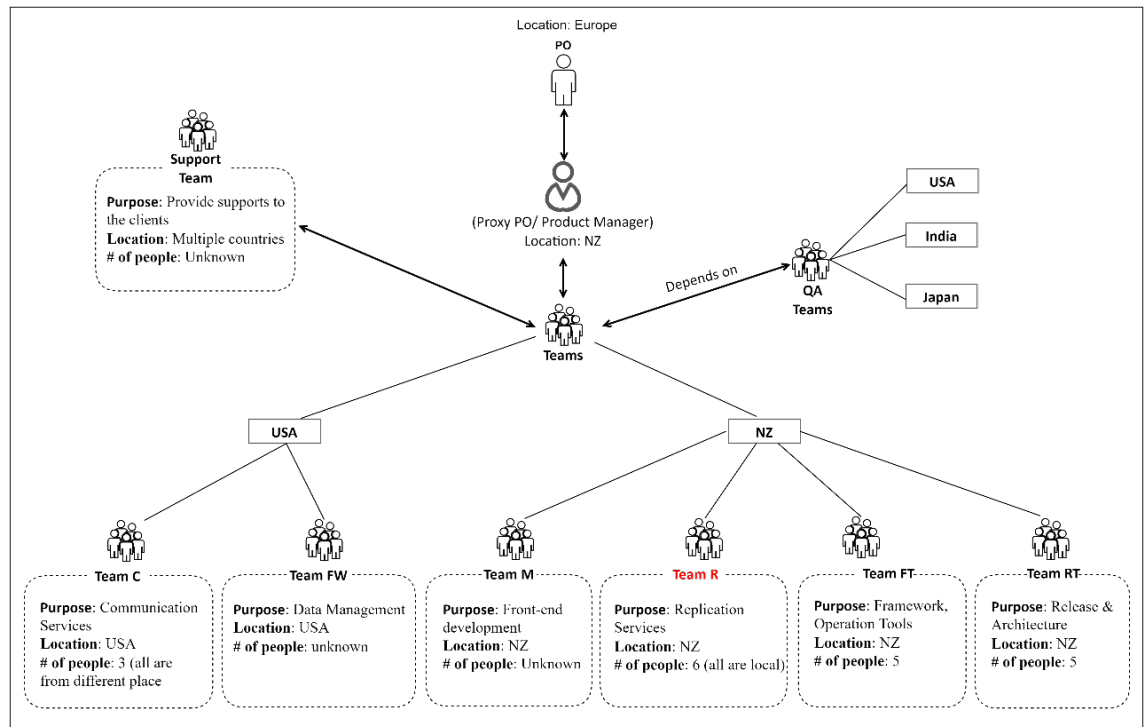 Location: Europe
PO
Support
Team
Purpose: Provide supports to
the clients
Location: Multiple countries
# of people: Unknown
(Proxy PO/ Product Manager)
Location: NZ
Depends on
QA
Teams
USA
India
Japan
Teams
USA
NZ
Team C
Purpose: Communication
Services
Location: USA
# of people: 3 (all are
from different place
Team FW
Purpose: Data Management
Location: USA
# of people: unknown
Team M
Purpose: Front-end
development
Location: NZ
# of people: Unknown
Team R
Purpose: Replication
Services
Location: NZ
# of people: 6 (all are local)
Team FT
Purpose: Framework,
Operation Tools
Location: NZ
# of people: 5
Team RT
Purpose: Release &
Architecture
Location: NZ
# of people: 5